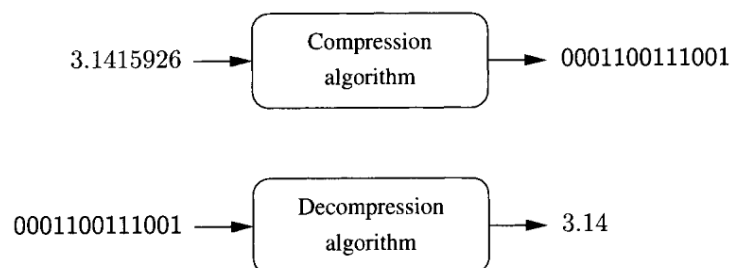 Compression
3.1415926 0001100111001
algorithm
Decompression
0001100111001 3.14
algorithm